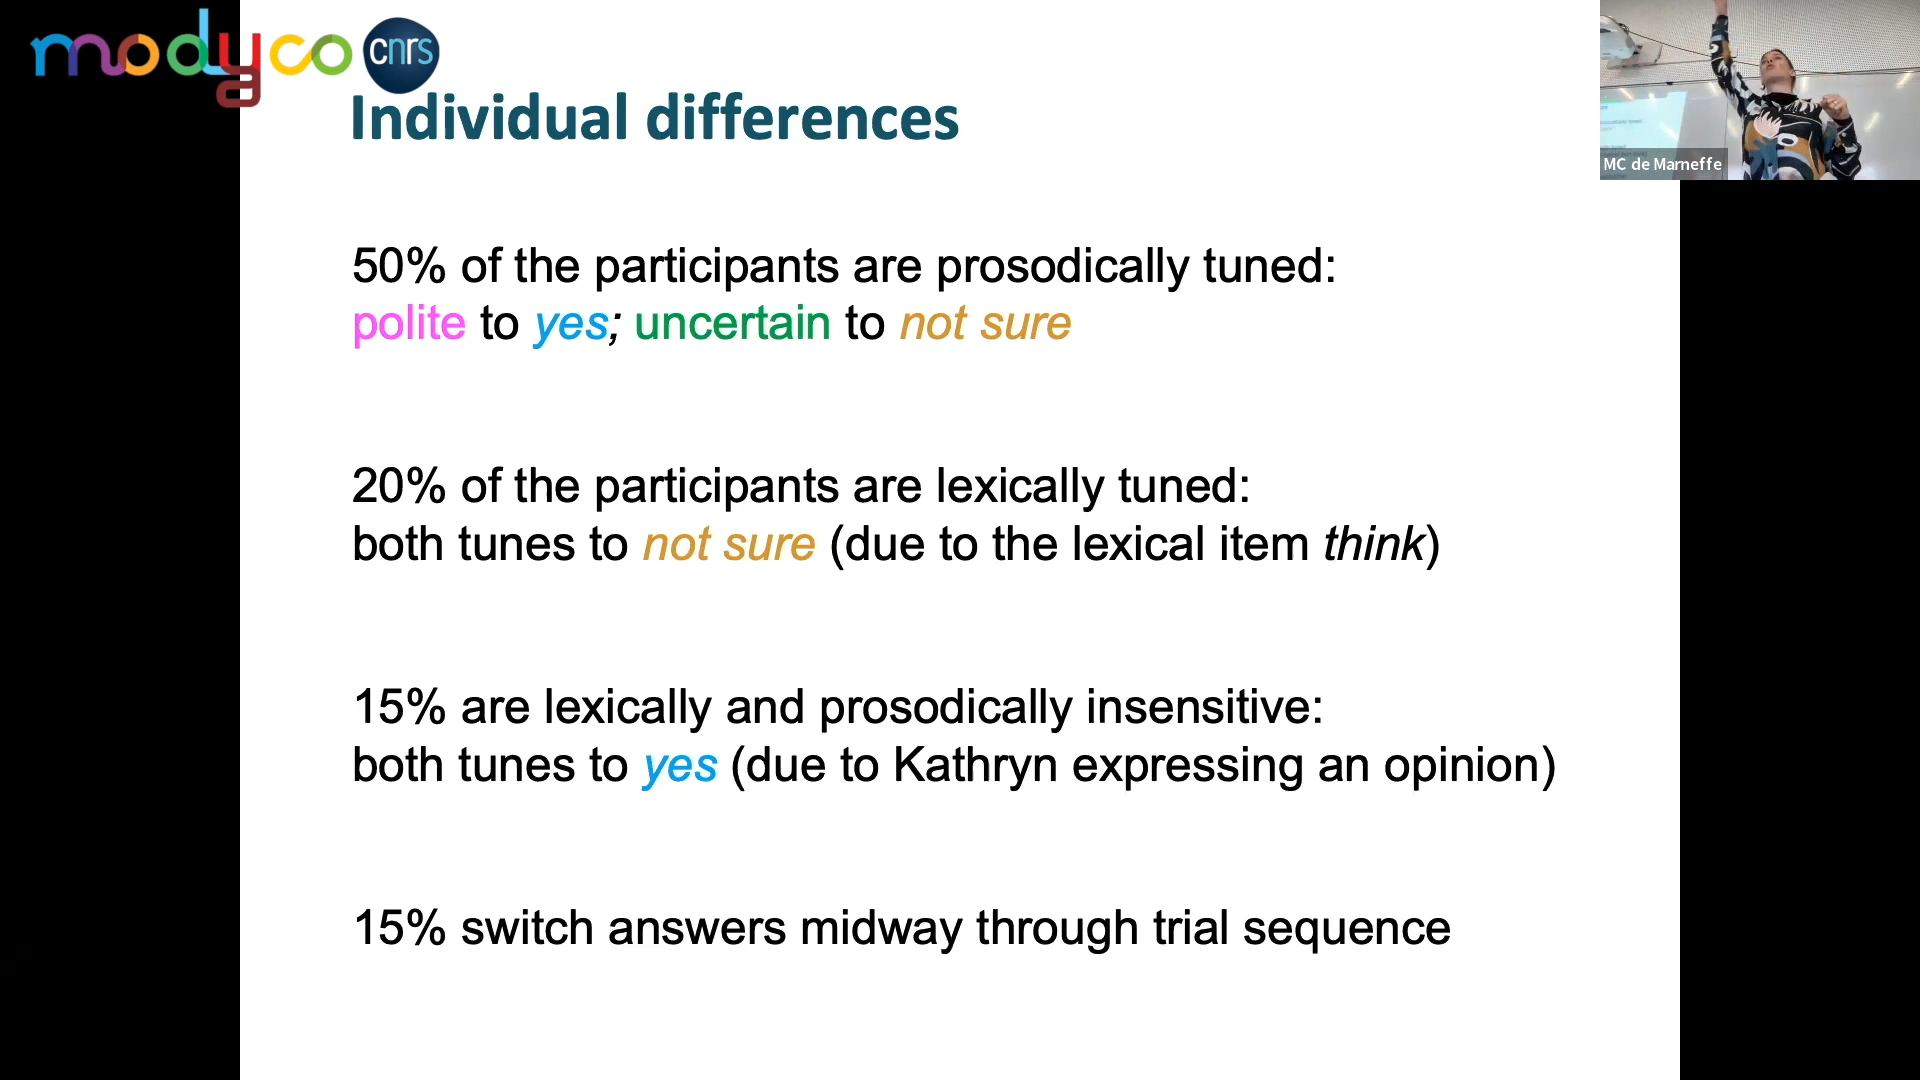 modyco
cnrs
Individual differences
MC de Marneffe
50% of the participants are prosodically tuned:
polite to yes; uncertain to not sure
20% of the participants are lexically tuned:
both tunes to not sure (due to the lexical item think)
15% are lexically and prosodically insensitive:
both tunes to yes (due to Kathryn expressing an opinion)
15% switch answers midway through trial sequence